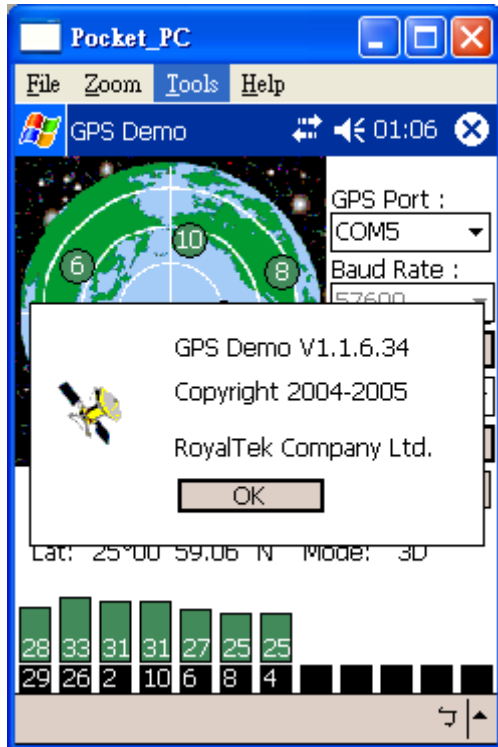 Pocket_PC
File Zoom Tools Help
GPS Demo 01:06
GPS Port :
COM5
10
6
8
Baud Rate :
57600
GPS Demo V1.1.6.34
Copyright 2004-2005
RoyalTek Company Ltd.
OK
Lat: 25°00 59.06 N Mode: 3D
28 33 31 31 27 25 25
29 26 2 10 6 8 4
ㄅ